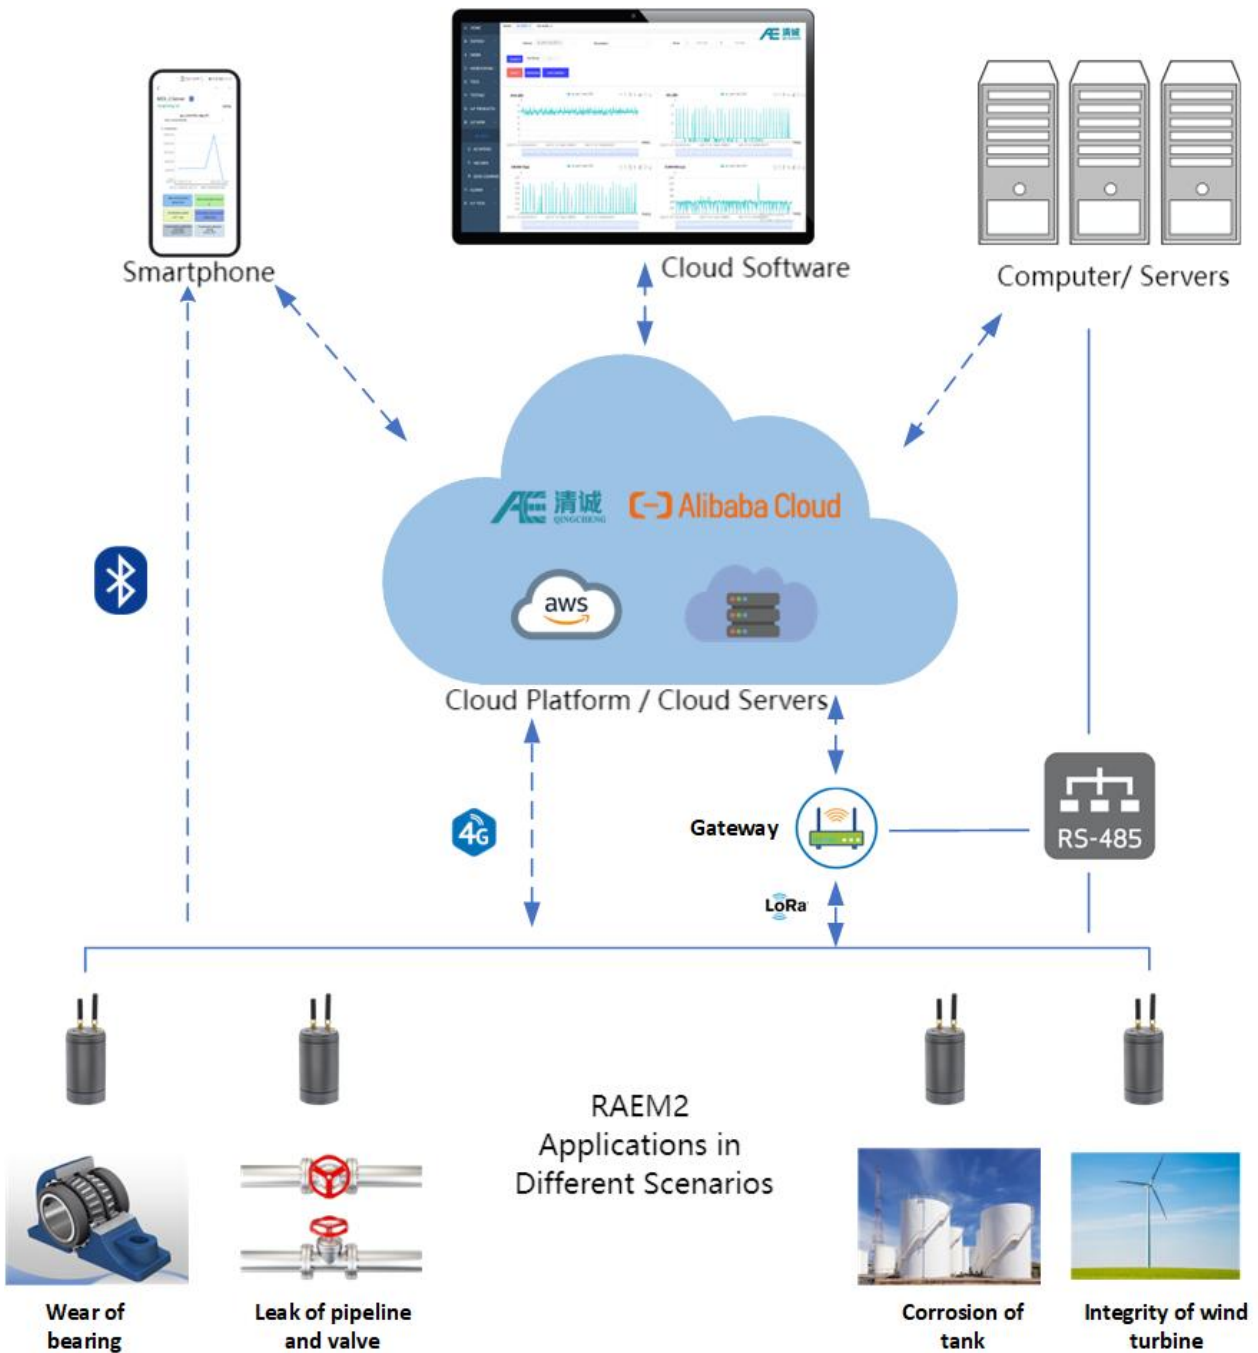 清诚
Smartphone
Cloud Software
Computer/ Servers
AE 清诚
QINGCHENG
Alibaba Cloud
aws
Cloud Platform / Cloud Servers
4G
Gateway
RS-485
LoRa
RAEM2
Applications in
Different Scenarios
Wear of
bearing
Leak of pipeline
and valve
Corrosion of
tank
Integrity of wind
turbine